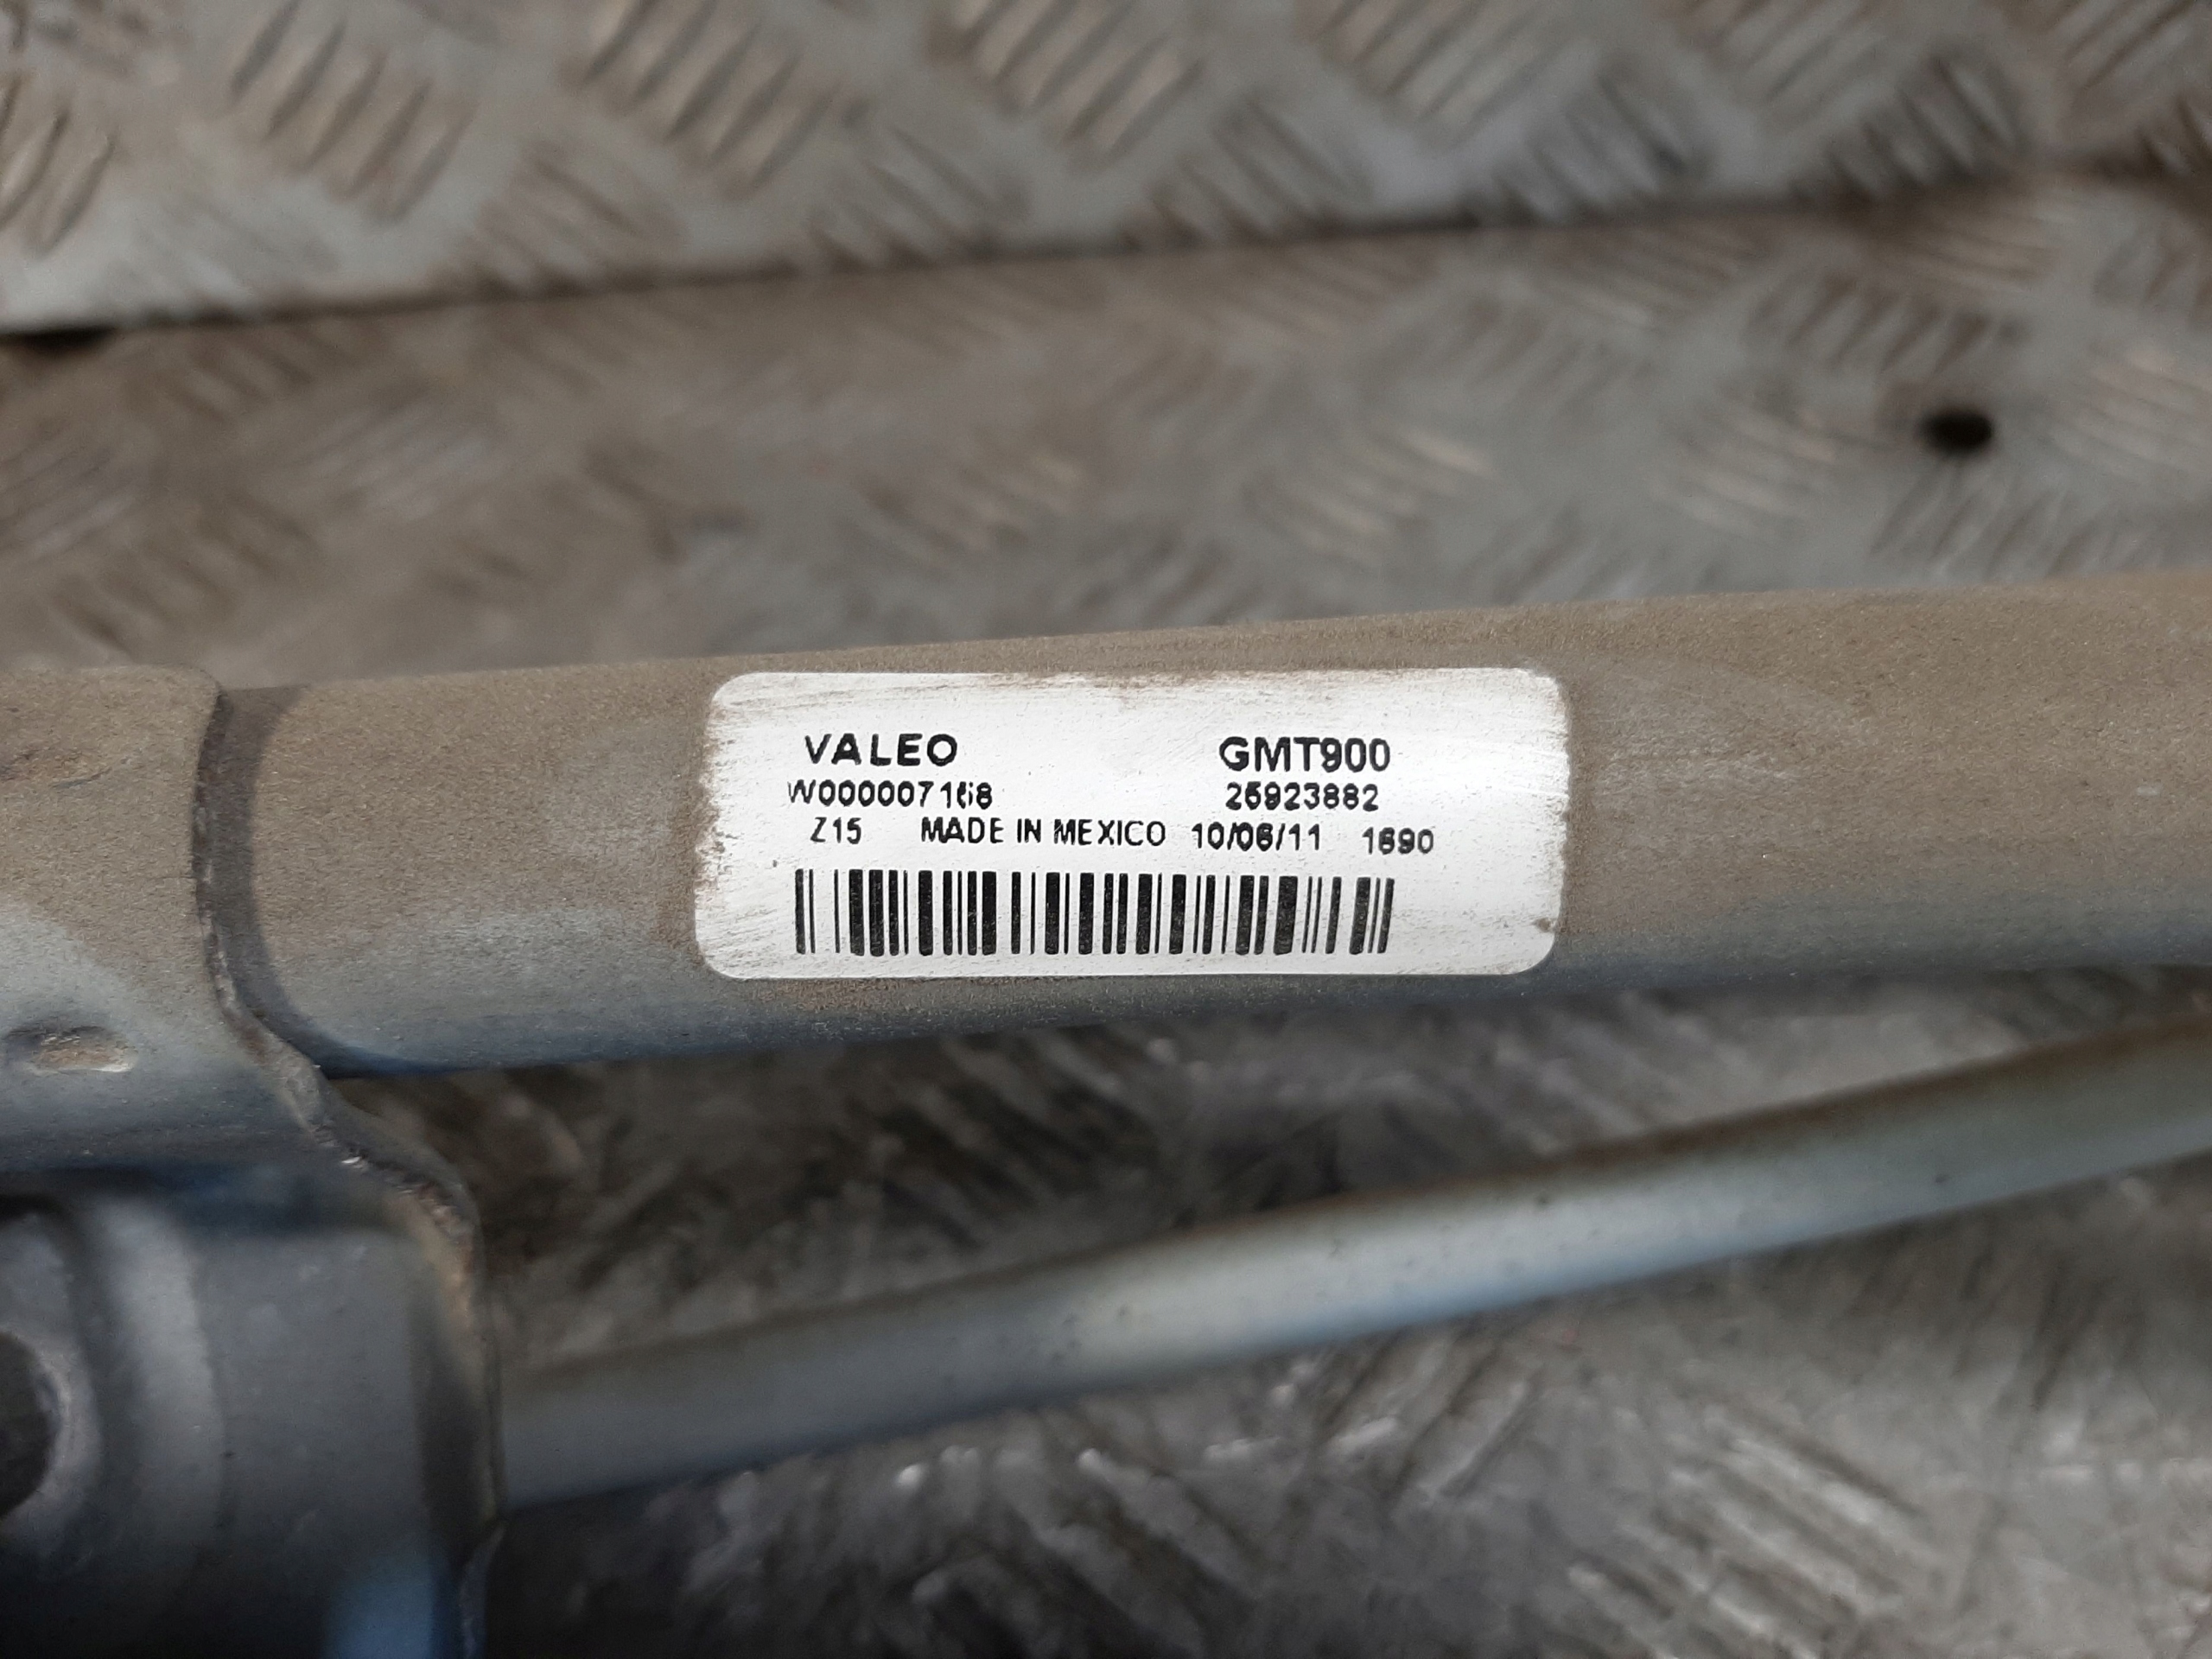 VALEO GMT900
W000007168 25923882
Z15 MADE IN MEXICO 10/06/11 1690